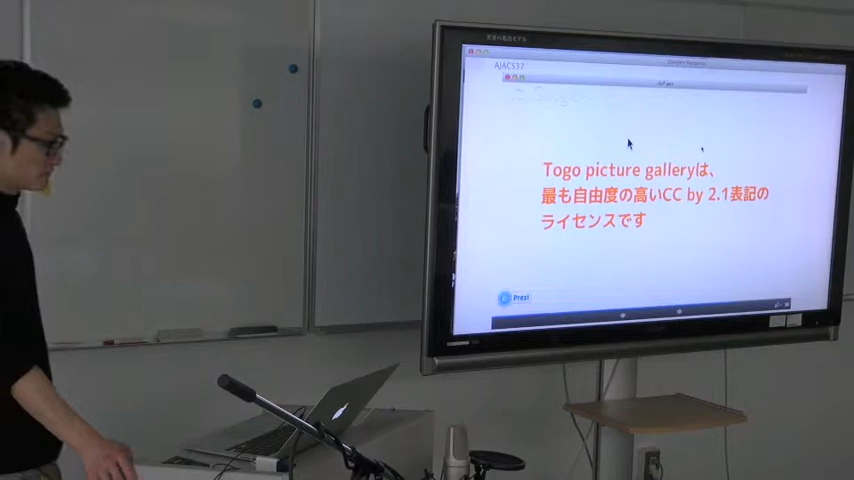 AJACS37
Togo picture galleryは、
最も自由度の高いCC by 2.1表記の
ライセンスです
Prezi